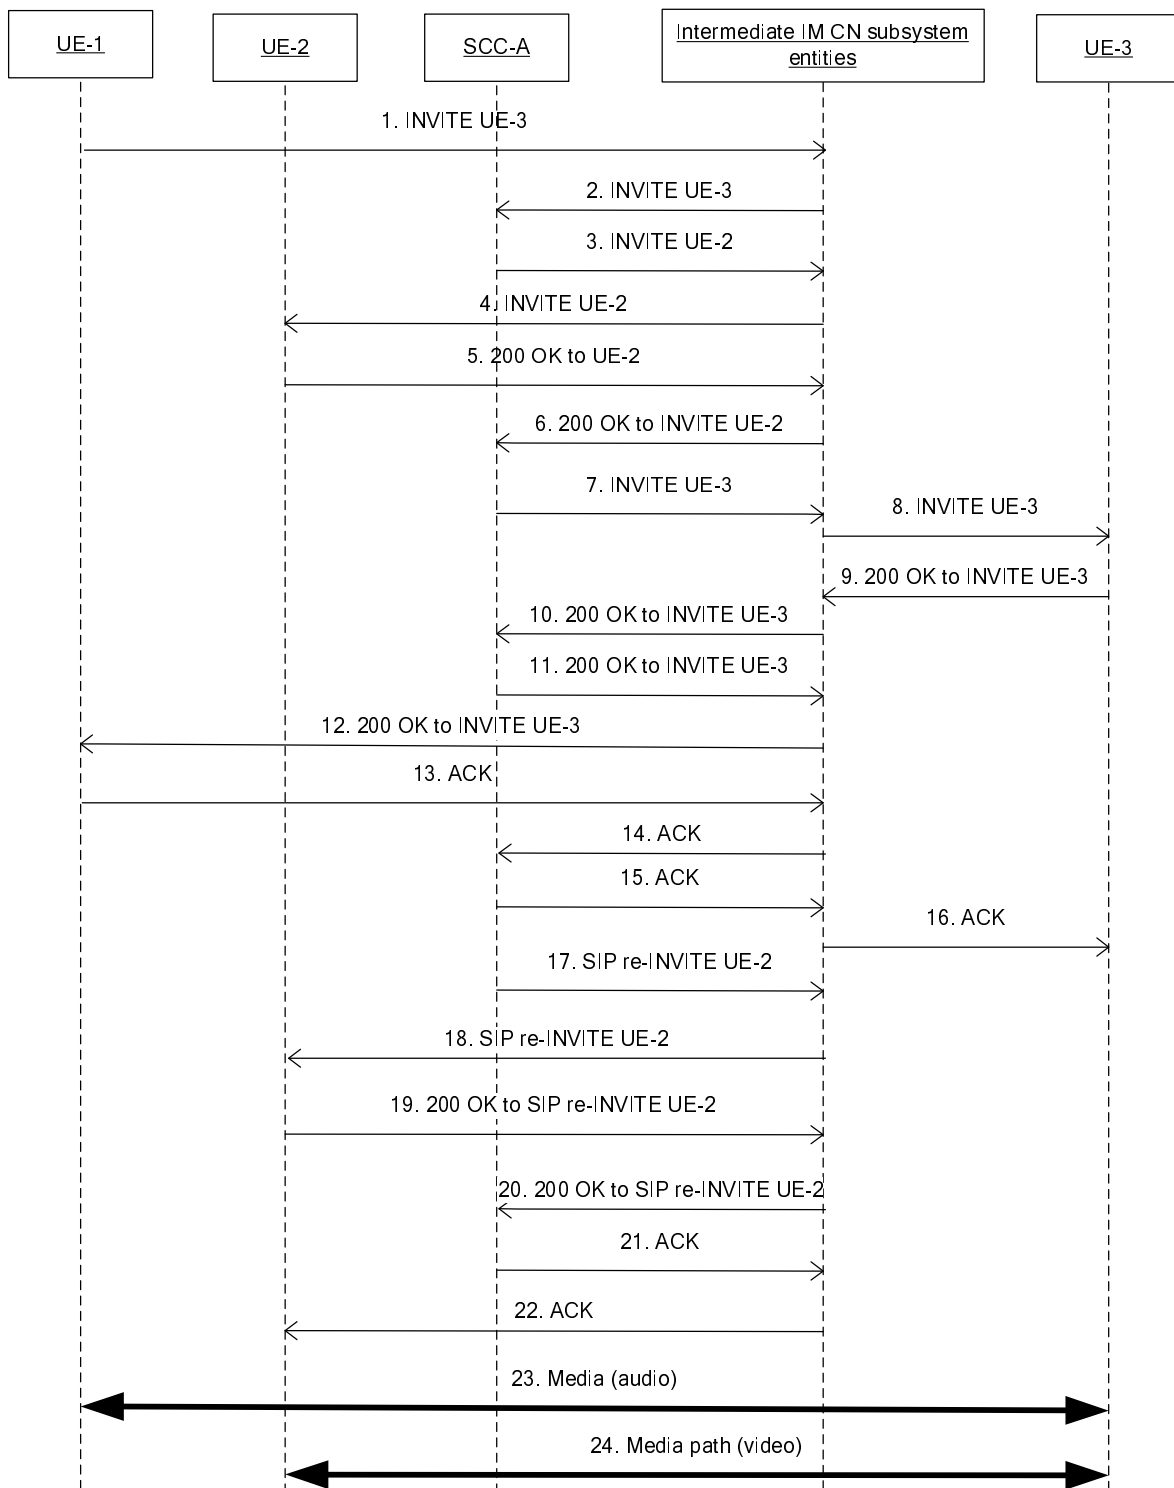 UE-1
UE-2
SCC-A
Intermediate IM CN subsystem
entities
UE-3
1. INVITE UE-3
2. INVITE UE-3
3. INVITE UE-2
4. INVITE UE-2
5. 200 OK to UE-2
6. 200 OK to INVITE UE-2
7. INVITE UE-3
8. INVITE UE-3
9. 200 OK to INVITE UE-3
10. 200 OK to INVITE UE-3
11. 200 OK to INVITE UE-3
12. 200 OK to INVITE UE-3
13. ACK
14. ACK
15. ACK
16. ACK
17. SIP re-INVITE UE-2
18. SIP re-INVITE UE-2
19. 200 OK to SIP re-INVITE UE-2
20. 200 OK to SIP re-INVITE UE-2
21. ACK
22. ACK
23. Media (audio)
24. Media path (video)